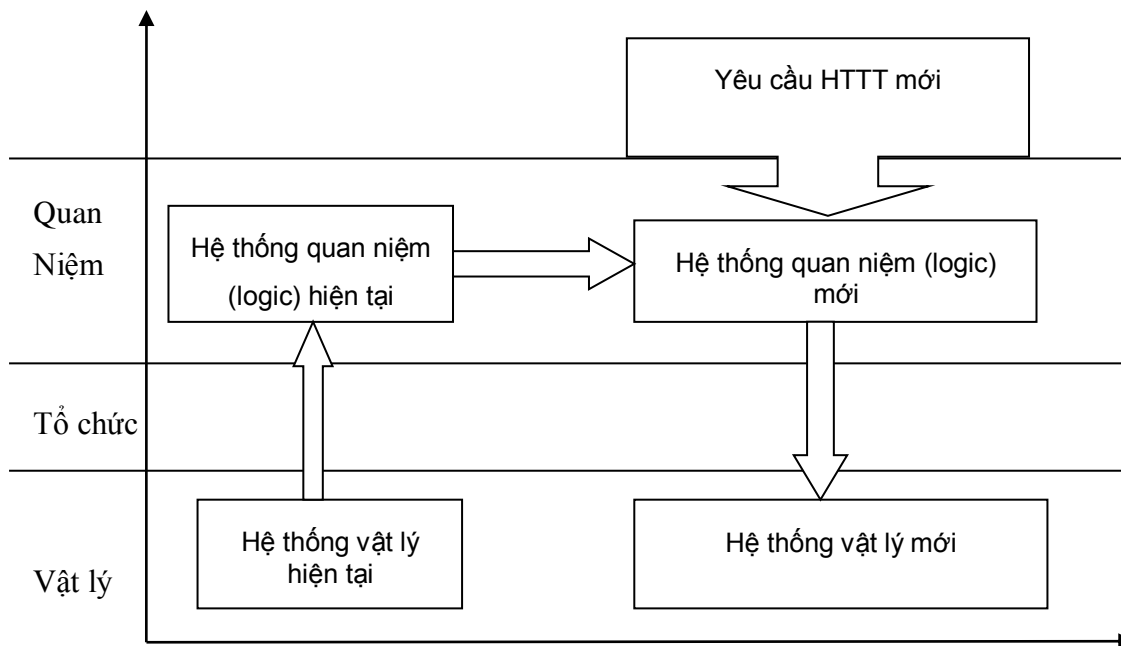 Yêu cầu HTTT mới
Quan
Niệm
Hệ thống quan niệm
(logic) hiện tại
Hệ thống quan niệm (logic)
mới
Tổ chức
Vật lý
Hệ thống vật lý
hiện tại
Hệ thống vật lý mới